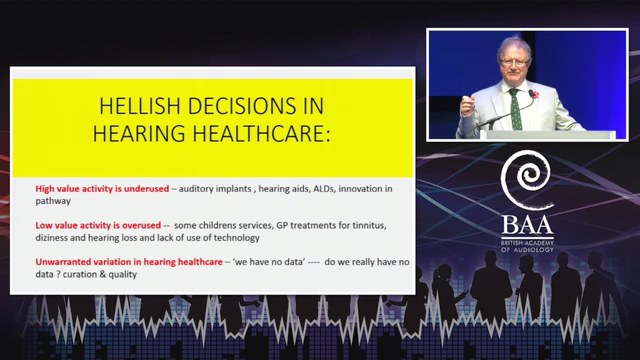 HELLISH DECISIONS IN
HEARING HEALTHCARE:
High value activity is underused – auditory implants , hearing aids, ALDs, innovation in
pathway
Low value activity is overused -- some childrens services, GP treatments for tinnitus,
diziness and hearing loss and lack of use of technology
Unwarranted variation in hearing healthcare – ‘we have no data’ ---- do we really have no
data ? curation & quality
BAA
BRITISH ACADEMY
OF AUDIOLOGY